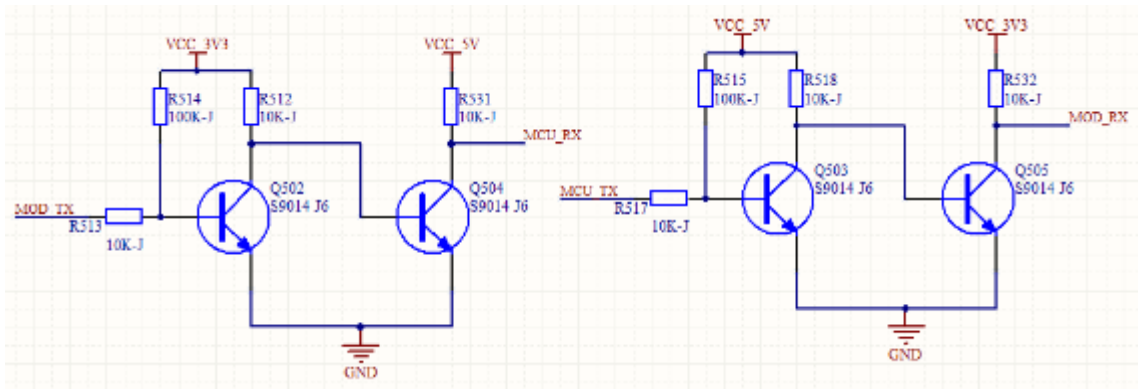 VCC_3V3
R514
100K-J
R512
10K-J
Q502
S9014 J6
MOD_TX
R513
10K-J
VCC_5V
R531
10K-J
MCU_RX
Q504
S9014 J6
GND
VCC_5V
R515
100K-J
R518
10K-J
Q503
S9014 J6
MCU_TX
R517
10K-J
VCC_3V3
R532
10K-J
MOD_RX
Q505
S9014 J6
GND